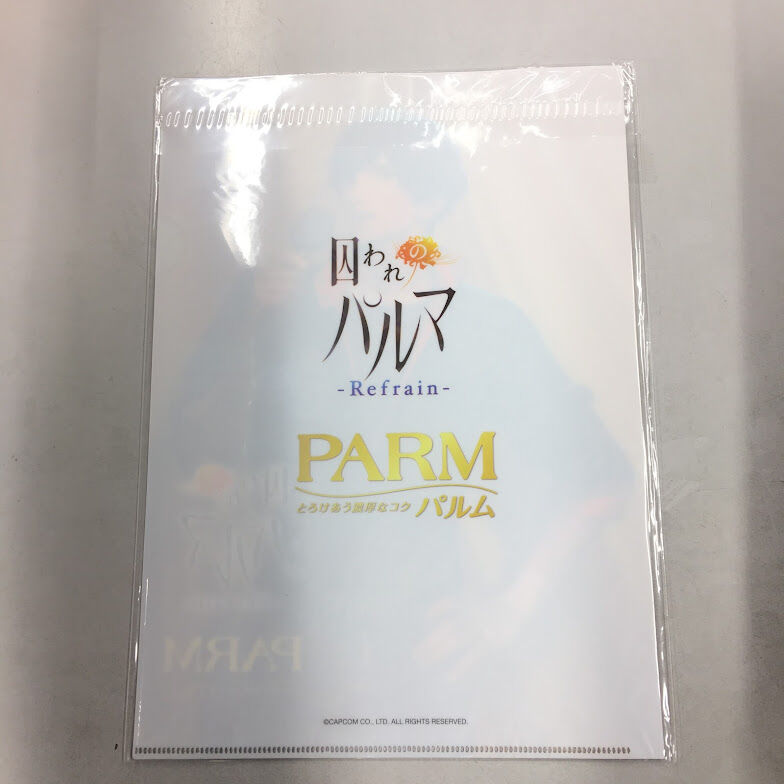 囚われの
パルマ
-Refrain-
PARM
とろけあう濃厚なコク パルム
©CAPCOM CO., LTD. ALL RIGHTS RESERVED.
PARM